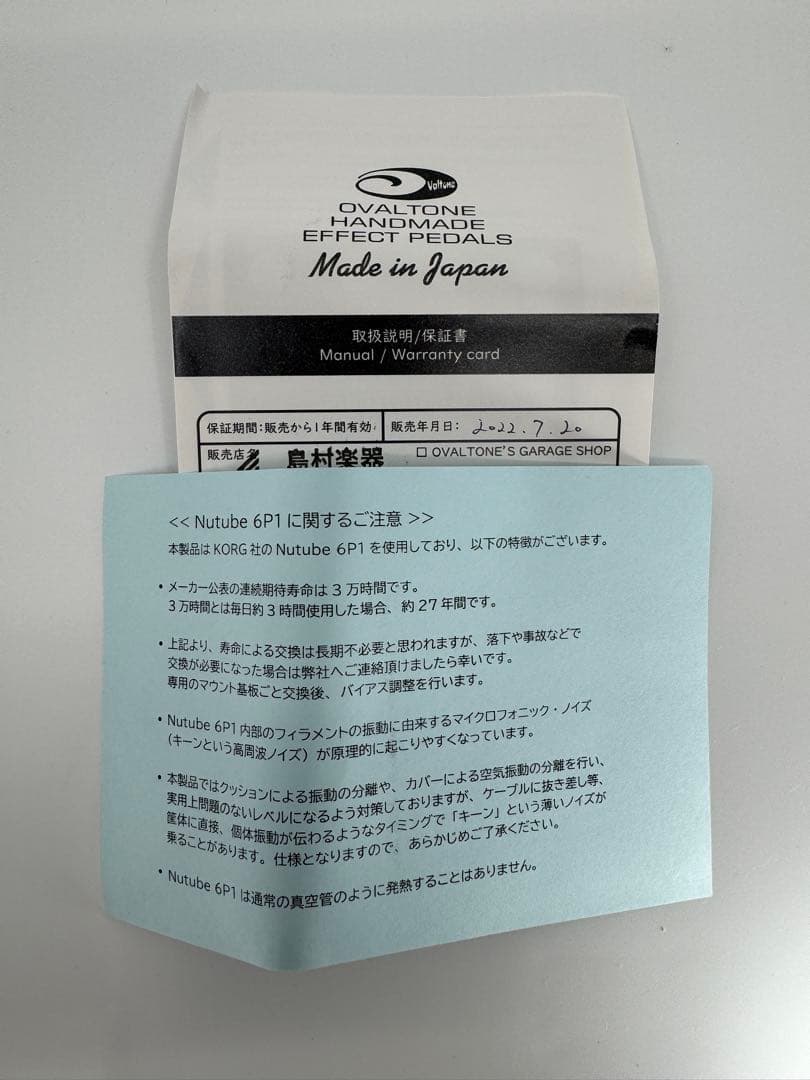 Valtone
OVALTONE
HANDMADE
EFFECT PEDALS
Made in Japan
取扱説明/保証書
Manual / Warranty card
保証期間:販売から1年間有効 販売年月日: 2022.7.20
販売店名 島村楽器 □ OVALTONE'S GARAGE SHOP
<< Nutube 6P1 に関するご注意 >>
本製品は KORG 社の Nutube 6P1 を使用しており、以下の特徴がございます。
・メーカー公表の連続期待寿命は 3 万時間です。
3 万時間とは毎日約 3 時間使用した場合、約 27 年間です。
・上記より、寿命による交換は長期不必要と思われますが、落下や事故などで
交換が必要になった場合は弊社へご連絡頂けましたら幸いです。
専用のマウント基板ごと交換後、バイアス調整を行います。
・Nutube 6P1 内部のフィラメントの振動に由来するマイクロフォニック・ノイズ
(キーンという高周波ノイズ)が原理的に起こりやすくなっています。
・本製品ではクッションによる振動の分離や、カバーによる空気振動の分離を行い、
実用上問題のないレベルになるよう対策しておりますが、ケーブルに抜き差し等、
筐体に直接、個体振動が伝わるようなタイミングで「キーン」という薄いノイズが
乗ることがあります。仕様となりますので、あらかじめご了承ください。
・Nutube 6P1 は通常の真空管のように発熱することはありません。